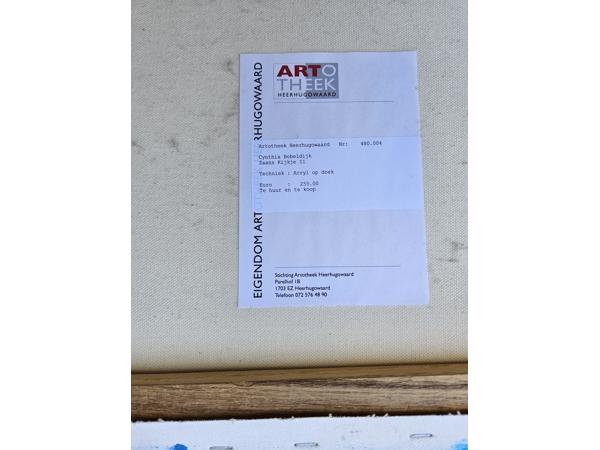 ARTO
THEEK
HEERHUGOWAARD
EIGENDOM ARTOTHEEK HEERHUGOWAARD
Artotheek Heerhugowaard Nr: 480.004
Cynthia Bobeldijk
Zaans Kijkje II
Techniek : Acryl op doek
Euro : 255.00
Te huur en te koop
Stichting Artotheek Heerhugowaard
Parelhof 1B
1703 EZ Heerhugowaard
Telefoon 072 576 48 90